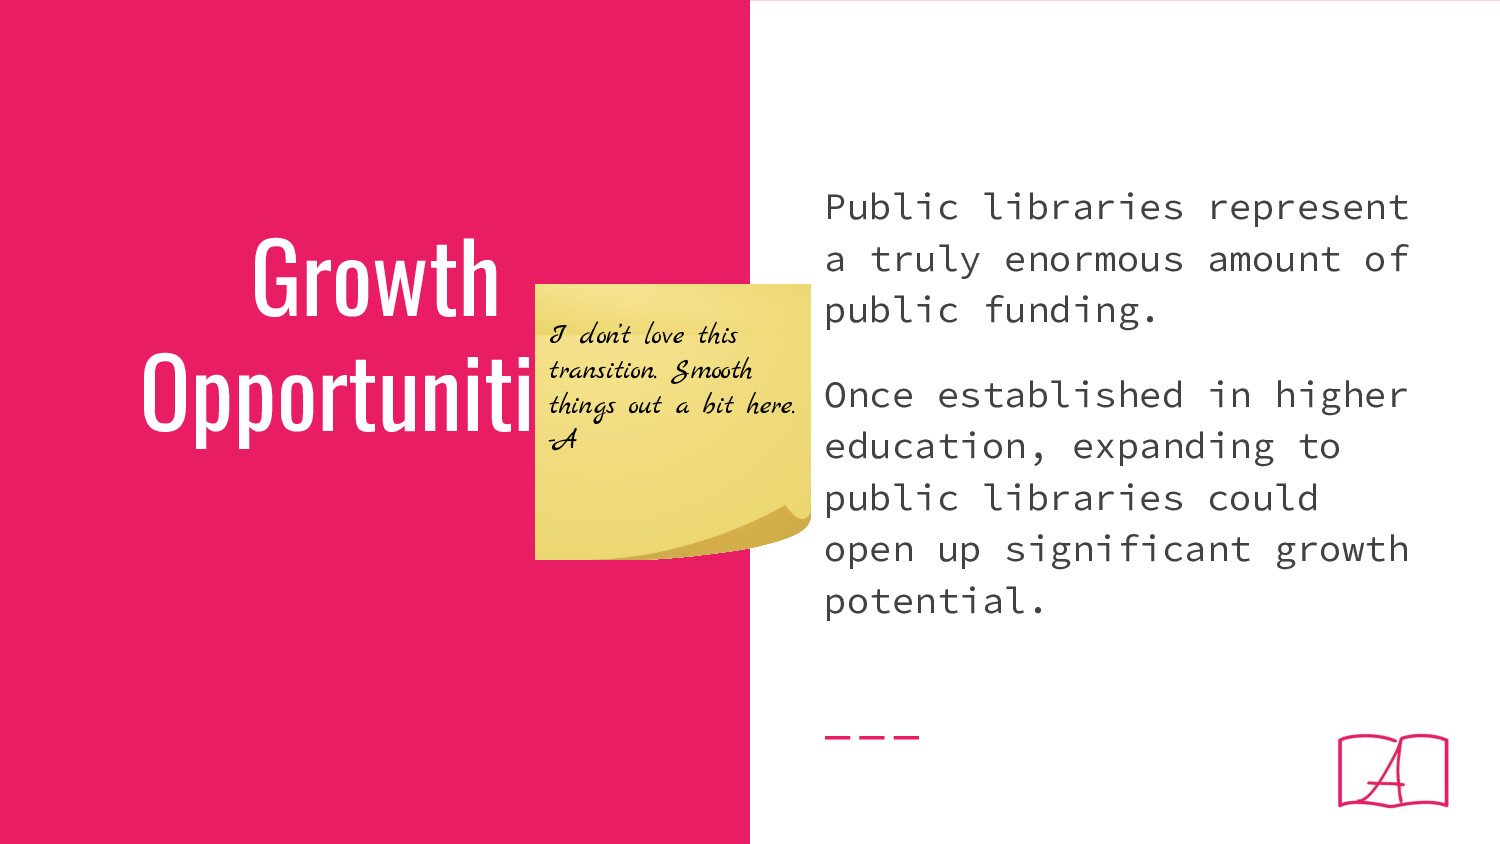 Growth
Opportuniti
I don't love this
transition. Smooth
things out a bit here.
-A
Public libraries represent
a truly enormous amount of
public funding.
Once established in higher
education, expanding to
public libraries could
open up significant growth
potential.
A